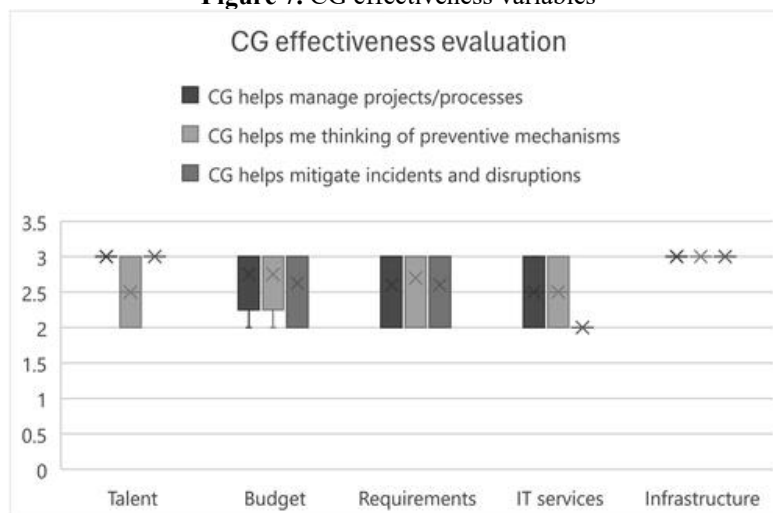 Figure 7. CG effectiveness variables
CG effectiveness evaluation
CG helps manage projects/processes
CG helps me thinking of preventive mechanisms
CG helps mitigate incidents and disruptions
3.5
3
2.5
2
1.5
1
0.5
0
Talent Budget Requirements IT services Infrastructure